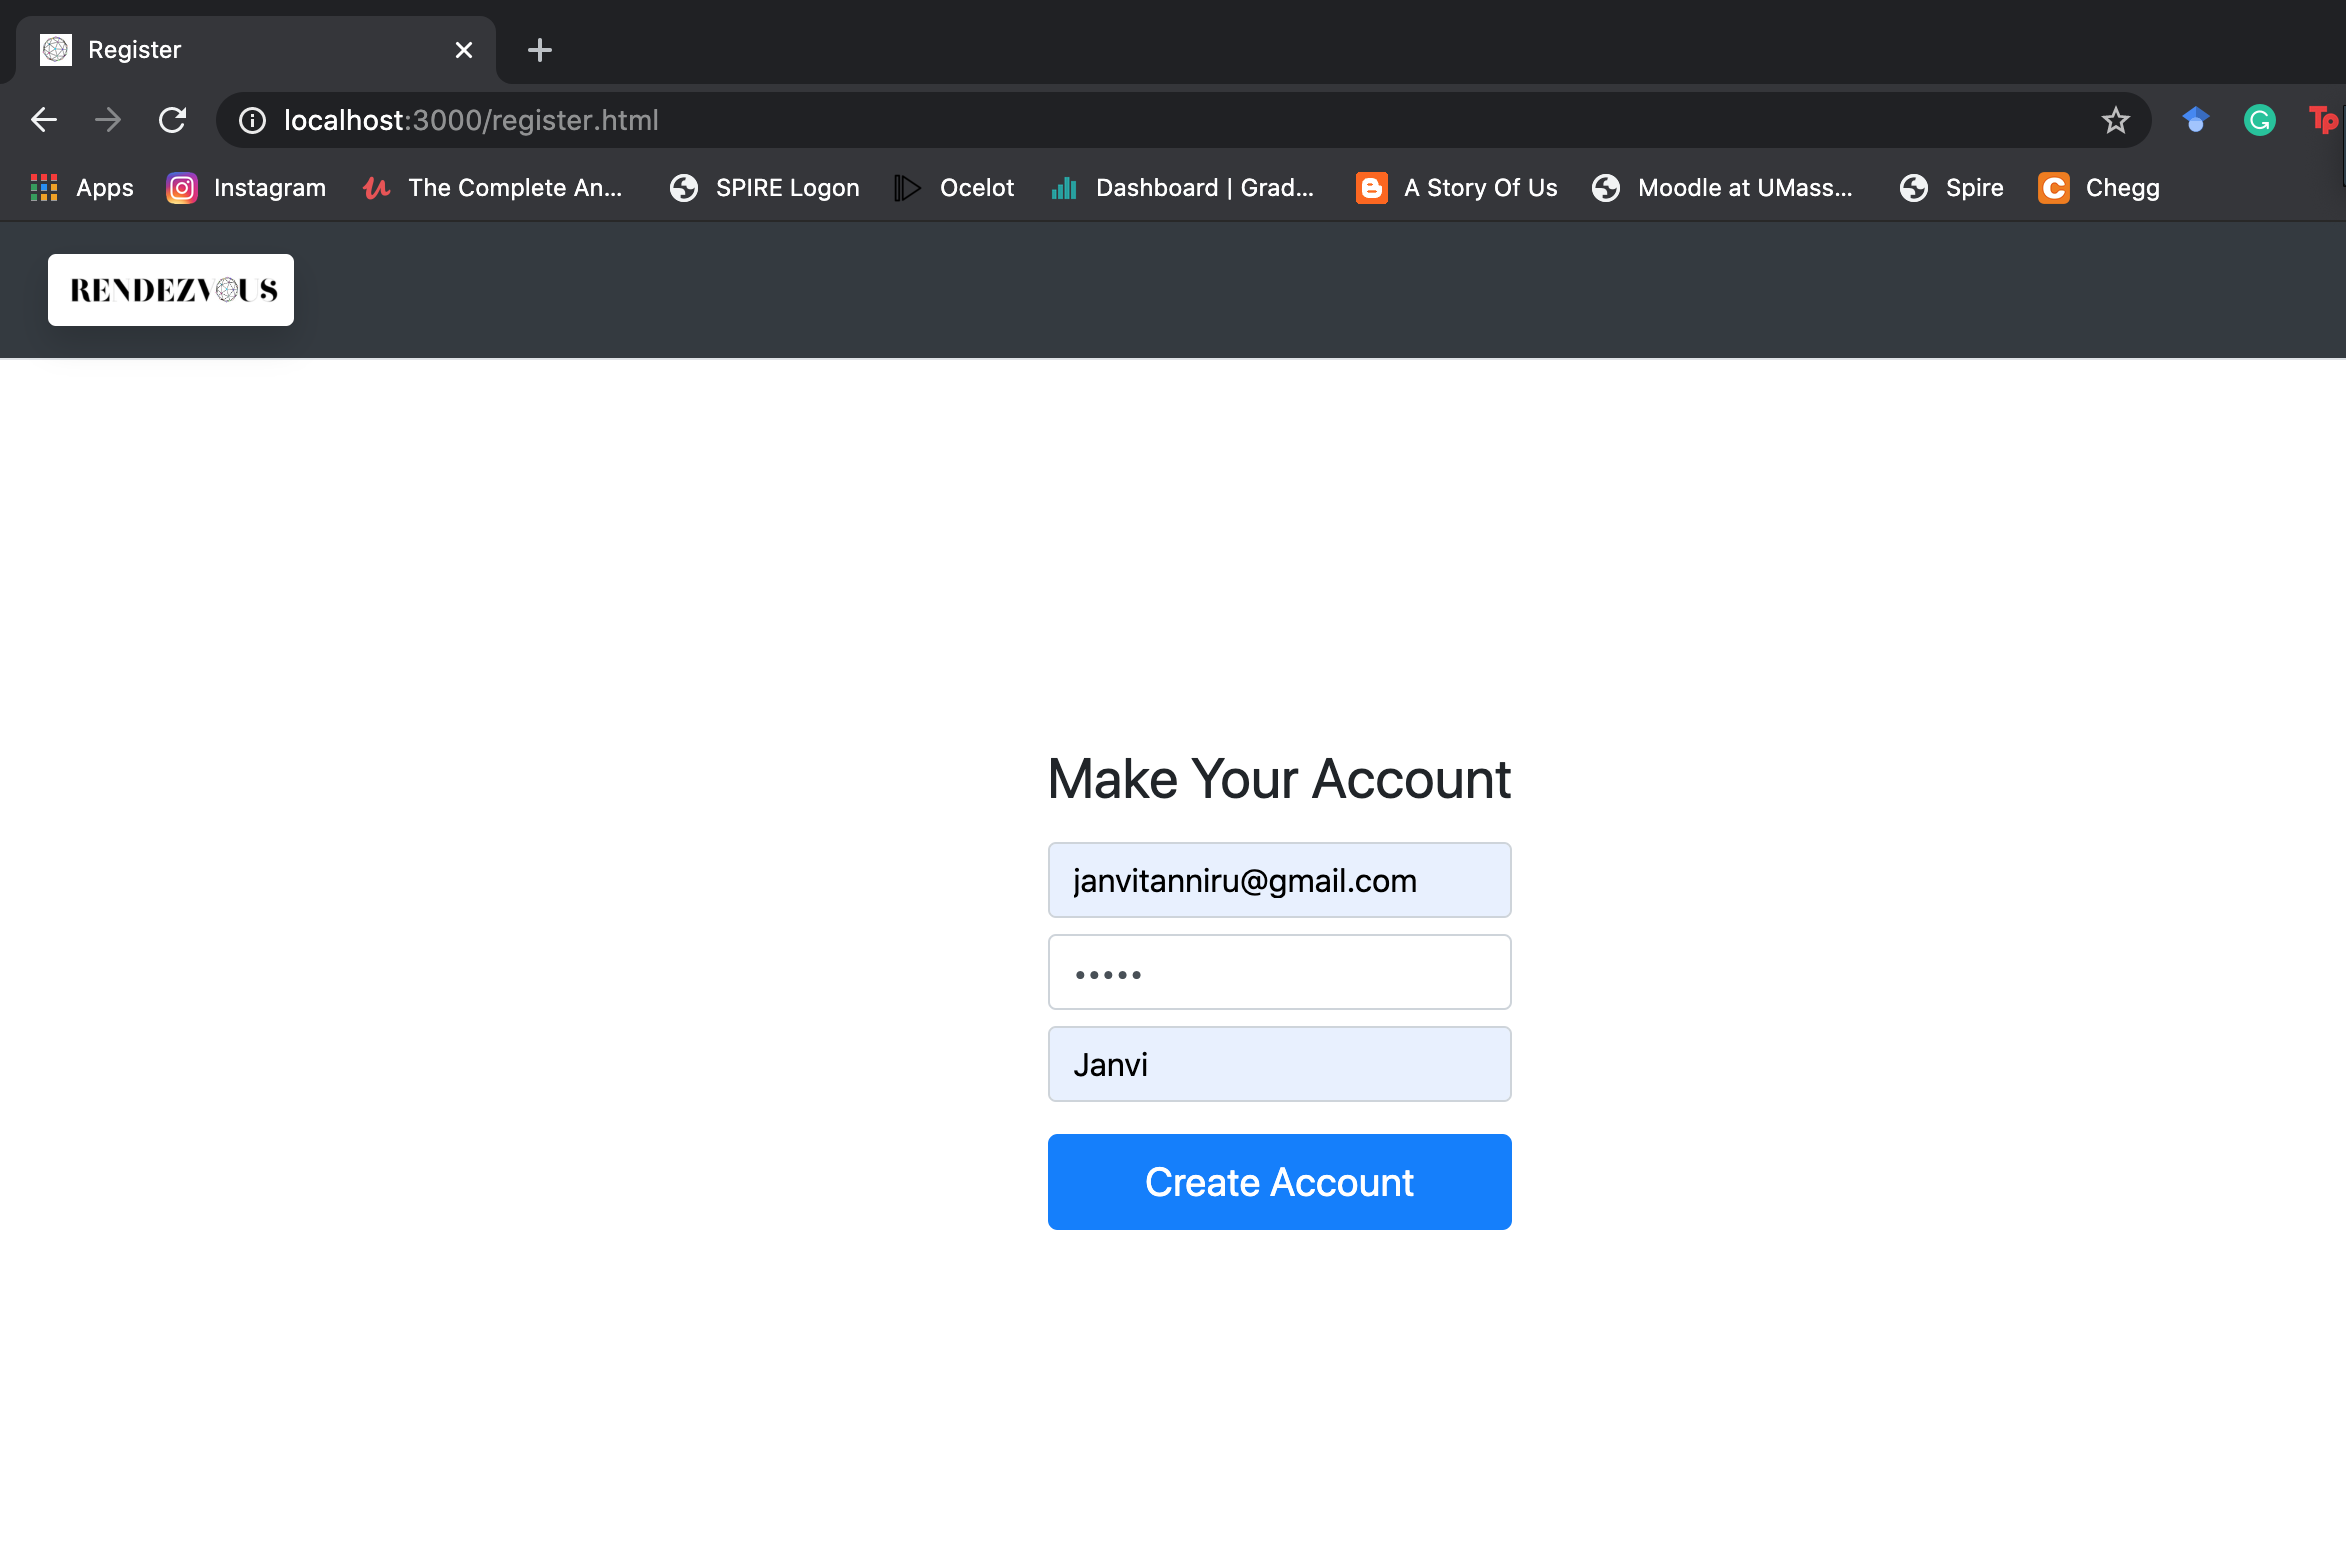 Register
localhost:3000/register.html
Apps Instagram The Complete An... SPIRE Logon Ocelot Dashboard | Grad... A Story Of Us Moodle at UMass... Spire Chegg
RENDEZVOUS
Make Your Account
janvitanniru@gmail.com
•••••
Janvi
Create Account